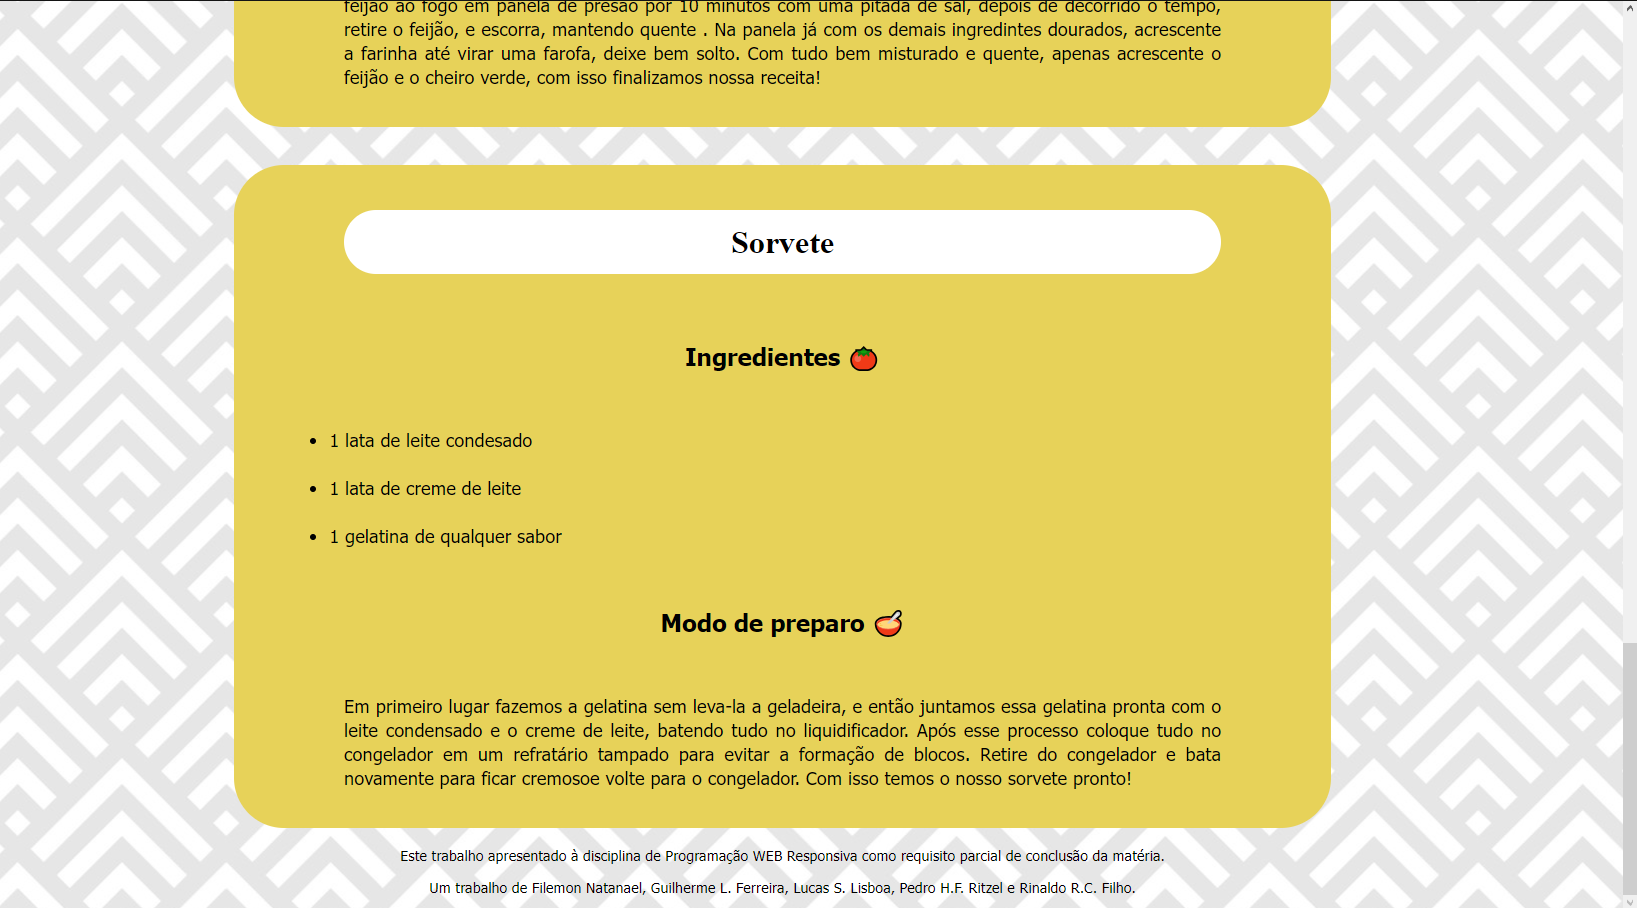 feijão ao fogo em panela de presão por 10 minutos com uma pitada de sal, depois de decorrido o tempo,
retire o feijão, e escorra, mantendo quente . Na panela já com os demais ingredintes dourados, acrescente
a farinha até virar uma farofa, deixe bem solto. Com tudo bem misturado e quente, apenas acrescente o
feijão e o cheiro verde, com isso finalizamos nossa receita!
Sorvete
Ingredientes 🍅
• 1 lata de leite condesado
• 1 lata de creme de leite
• 1 gelatina de qualquer sabor
Modo de preparo 🥣
Em primeiro lugar fazemos a gelatina sem leva-la a geladeira, e então juntamos essa gelatina pronta com o
leite condensado e o creme de leite, batendo tudo no liquidificador. Após esse processo coloque tudo no
congelador em um refratário tampado para evitar a formação de blocos. Retire do congelador e bata
novamente para ficar cremosoe volte para o congelador. Com isso temos o nosso sorvete pronto!
Este trabalho apresentado à disciplina de Programação WEB Responsiva como requisito parcial de conclusão da matéria.
Um trabalho de Filemon Natanael, Guilherme L. Ferreira, Lucas S. Lisboa, Pedro H.F. Ritzel e Rinaldo R.C. Filho.